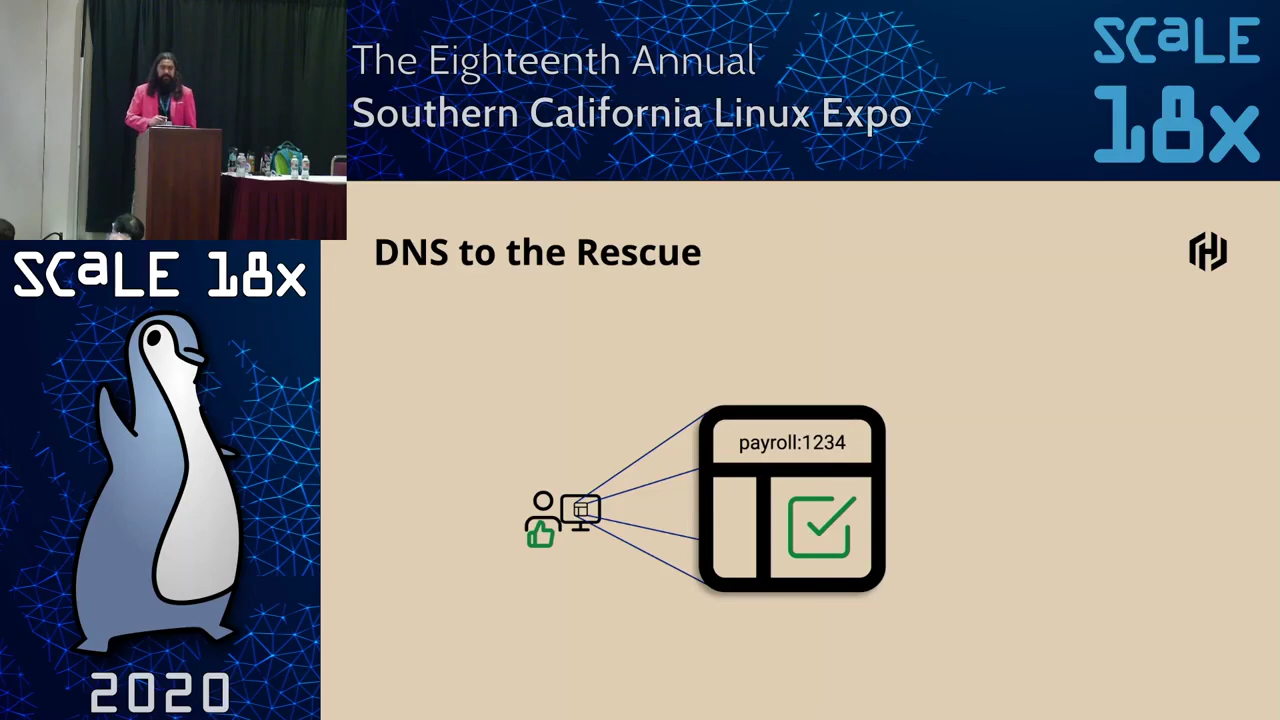 The Eighteenth Annual
Southern California Linux Expo
SCaLE
18x
SCaLE 18x
2020
DNS to the Rescue
payroll:1234